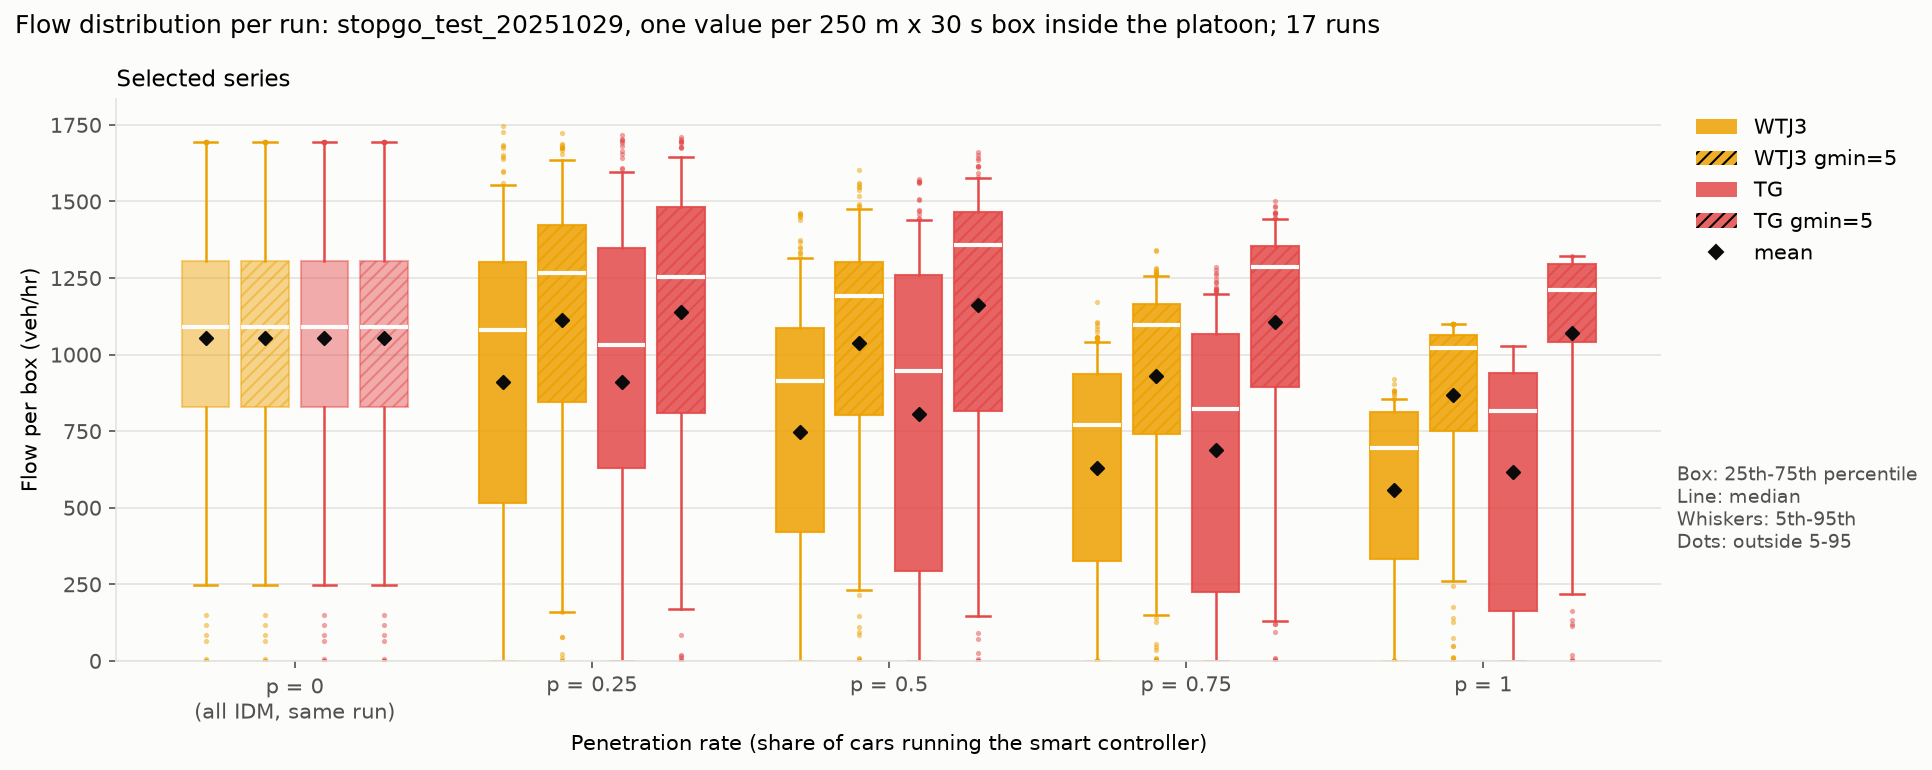 Flow distribution per run: stopgo_test_20251029, one value per 250 m x 30 s box inside the platoon; 17 runs
Selected series
Flow per box (veh/hr)
1750
1500
1250
1000
750
500
250
0
p = 0
(all IDM, same run)
p = 0.25
p = 0.5
p = 0.75
p = 1
Penetration rate (share of cars running the smart controller)
WTJ3
WTJ3 gmin=5
TG
TG gmin=5
mean
Box: 25th-75th percentile
Line: median
Whiskers: 5th-95th
Dots: outside 5-95